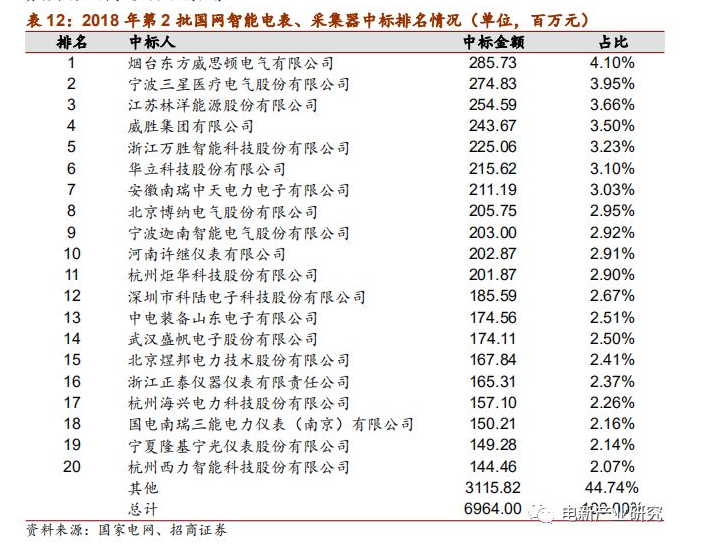 表 12：2018 年第 2 批国网智能电表、采集器中标排名情况（单位，百万元）
排名 中标人 中标金额 占比
1 烟台东方威思顿电气有限公司 285.73 4.10%
2 宁波三星医疗电气股份有限公司 274.83 3.95%
3 江苏林洋能源股份有限公司 254.59 3.66%
4 威胜集团有限公司 243.67 3.50%
5 浙江万胜智能科技股份有限公司 225.06 3.23%
6 华立科技股份有限公司 215.62 3.10%
7 安徽南瑞中天电力电子有限公司 211.19 3.03%
8 北京博纳电气股份有限公司 205.75 2.95%
9 宁波迦南智能电气股份有限公司 203.00 2.92%
10 河南许继仪表有限公司 202.87 2.91%
11 杭州炬华科技股份有限公司 201.87 2.90%
12 深圳市科陆电子科技股份有限公司 185.59 2.67%
13 中电装备山东电子有限公司 174.56 2.51%
14 武汉盛帆电子股份有限公司 174.11 2.50%
15 北京煜邦电力技术股份有限公司 167.84 2.41%
16 浙江正泰仪器仪表有限责任公司 165.31 2.37%
17 杭州海兴电力科技股份有限公司 157.10 2.26%
18 国电南瑞三能电力仪表（南京）有限公司 150.21 2.16%
19 宁夏隆基宁光仪表股份有限公司 149.28 2.14%
20 杭州西力智能科技股份有限公司 144.46 2.07%
其他 3115.82 44.74%
总计 6964.00 100.00%
电新产业研究
资料来源：国家电网、招商证券